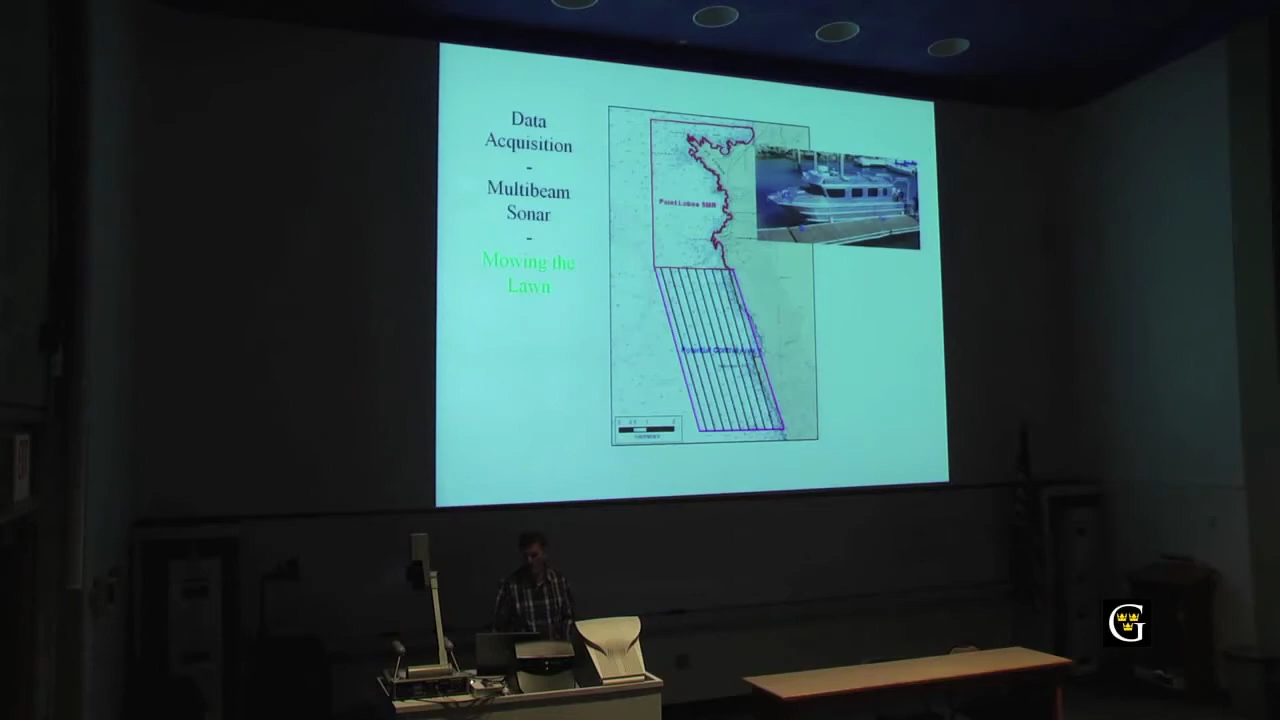 Data
Acquisition
-
Multibeam
Sonar
-
Mowing the
Lawn
Point Lobos SMR
G